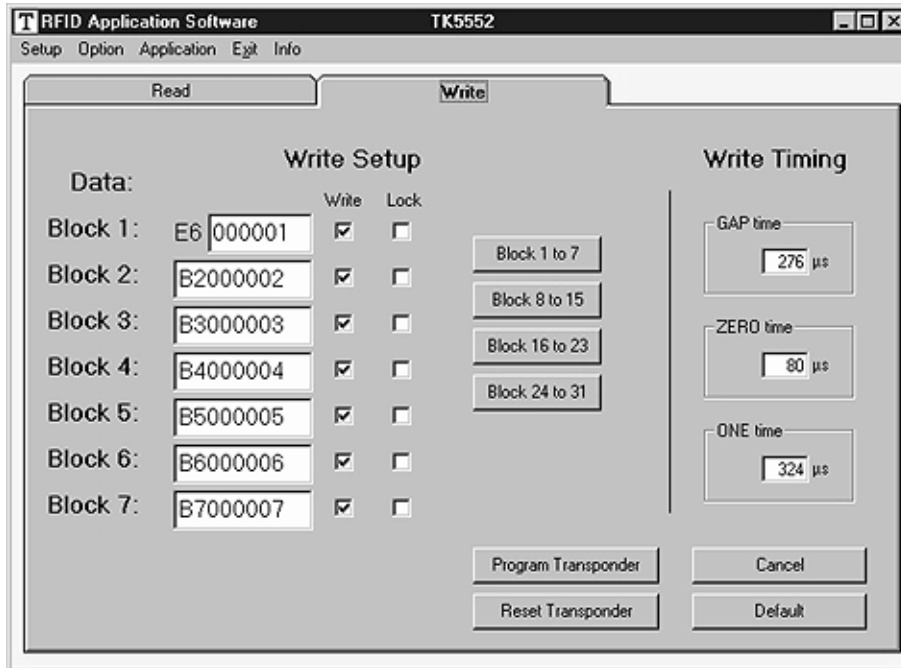 T RFID Application Software TK5552
Setup Option Application Exit Info
Read Write
Write Setup
Data:
Write Lock
Block 1: E6 000001
Block 2: B2000002
Block 3: B3000003
Block 4: B4000004
Block 5: B5000005
Block 6: B6000006
Block 7: B7000007
Block 1 to 7
Block 8 to 15
Block 16 to 23
Block 24 to 31
Write Timing
GAP time
276 µs
ZERO time
80 µs
ONE time
324 µs
Program Transponder Cancel
Reset Transponder Default